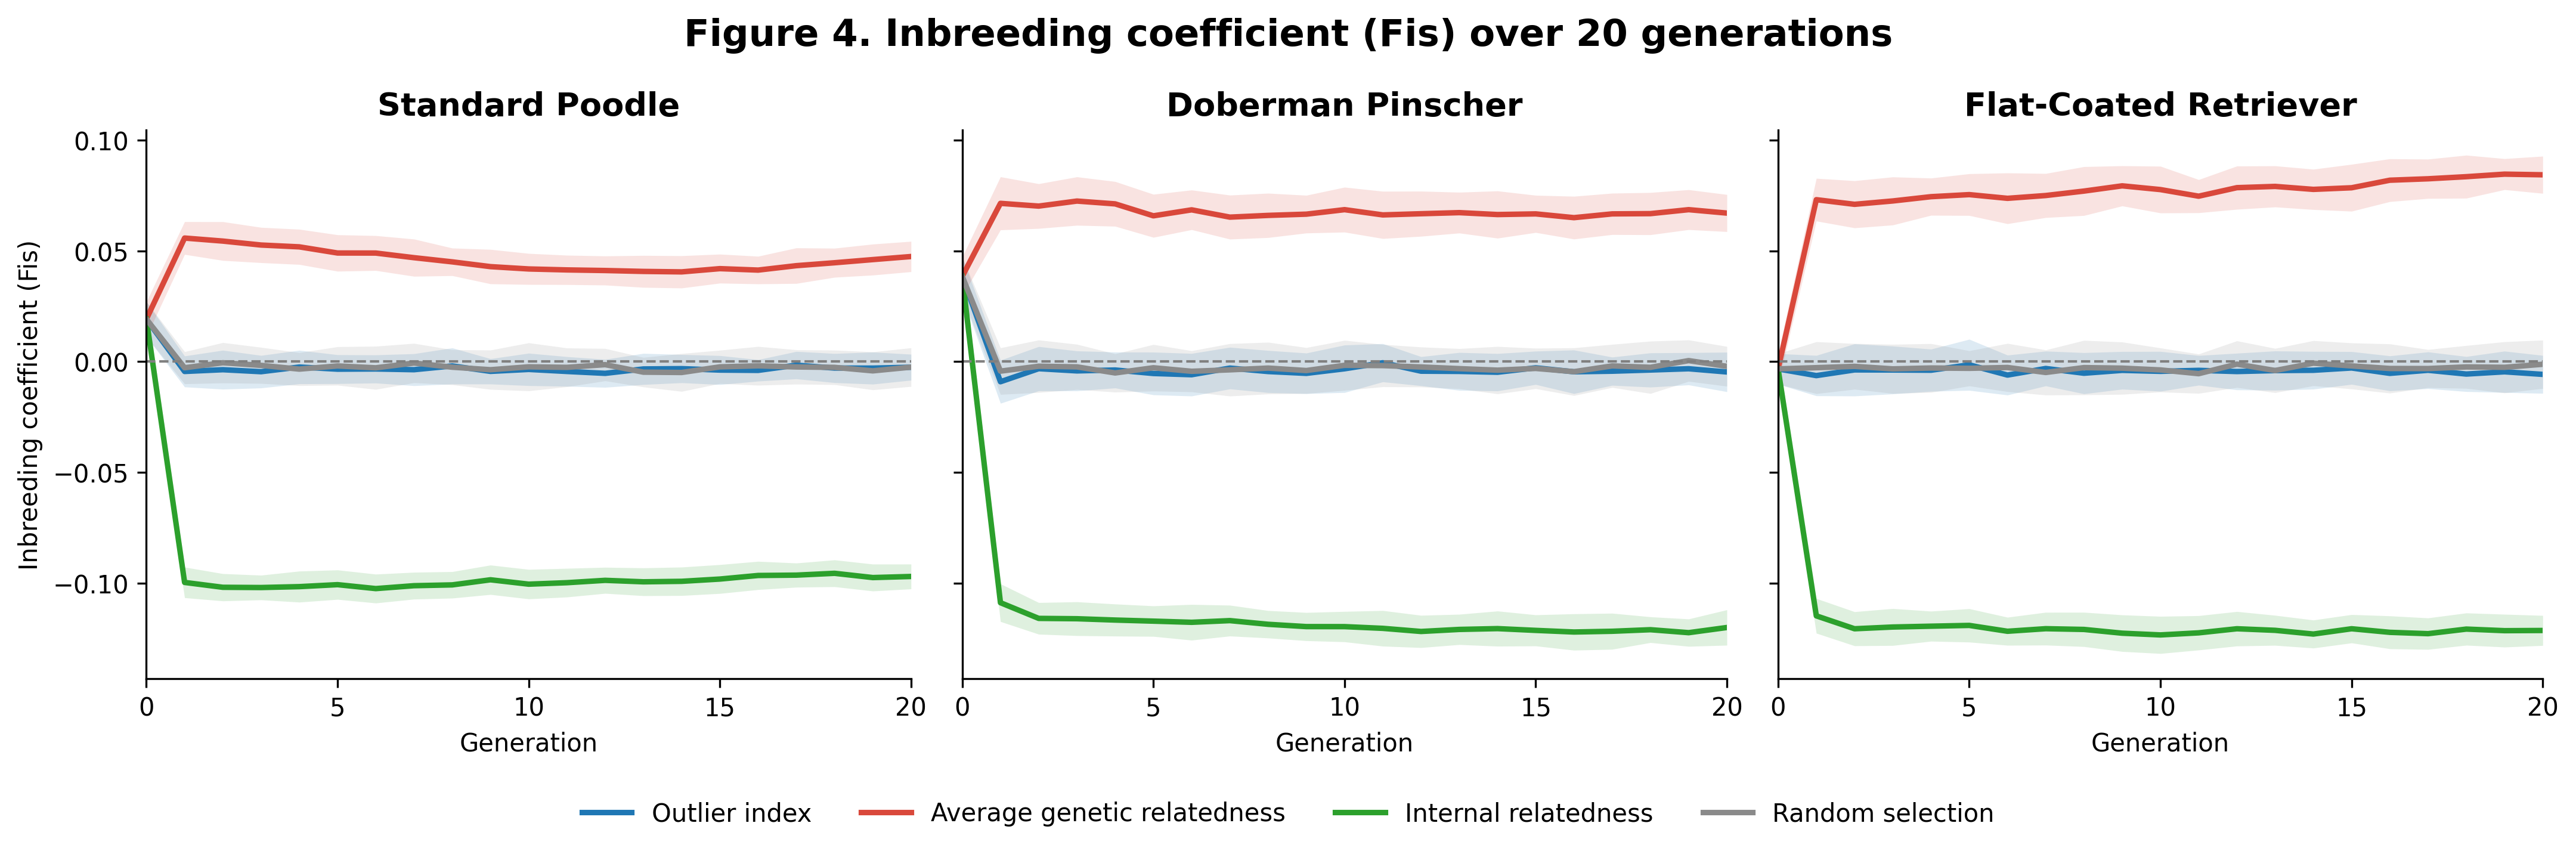 Figure 4. Inbreeding coefficient (Fis) over 20 generations
Standard Poodle
Doberman Pinscher
Flat-Coated Retriever
Inbreeding coefficient (Fis)
0.10
0.05
0.00
−0.05
−0.10
0 5 10 15 20
0 5 10 15 20
0 5 10 15 20
Generation
Generation
Generation
Outlier index
Average genetic relatedness
Internal relatedness
Random selection